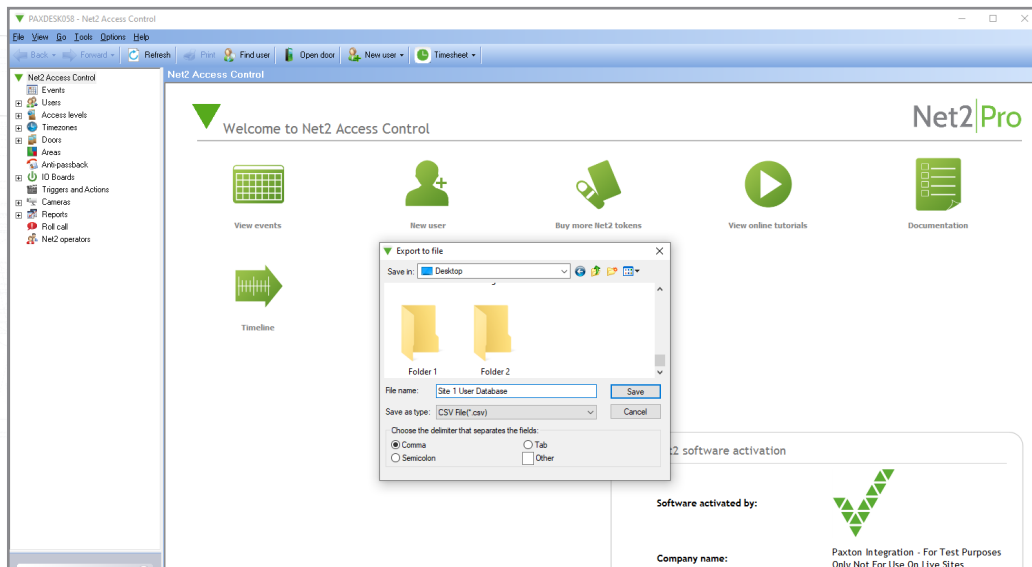 PAXDESK058 - Net2 Access Control
File View Go Tools Options Help
Back Forward Refresh Print Find user Open door New user Timesheet
Net2 Access Control
Net2 Access Control
Events
Users
Access levels
Timezones
Doors
Areas
Anti-passback
IO Boards
Triggers and Actions
Cameras
Reports
Roll call
Net2 operators
Welcome to Net2 Access Control
Net2 Pro
View events
New user
Buy more Net2 tokens
View online tutorials
Documentation
Timeline
Export to file
Save in: Desktop
Folder 1
Folder 2
File name: Site 1 User Database
Save
Save as type: CSV File(*.csv)
Cancel
Choose the delimiter that separates the fields:
Comma
Tab
Semicolon
Other
software activation
Software activated by:
Company name:
Paxton Integration - For Test Purposes
Only Not For Use On Live Sites